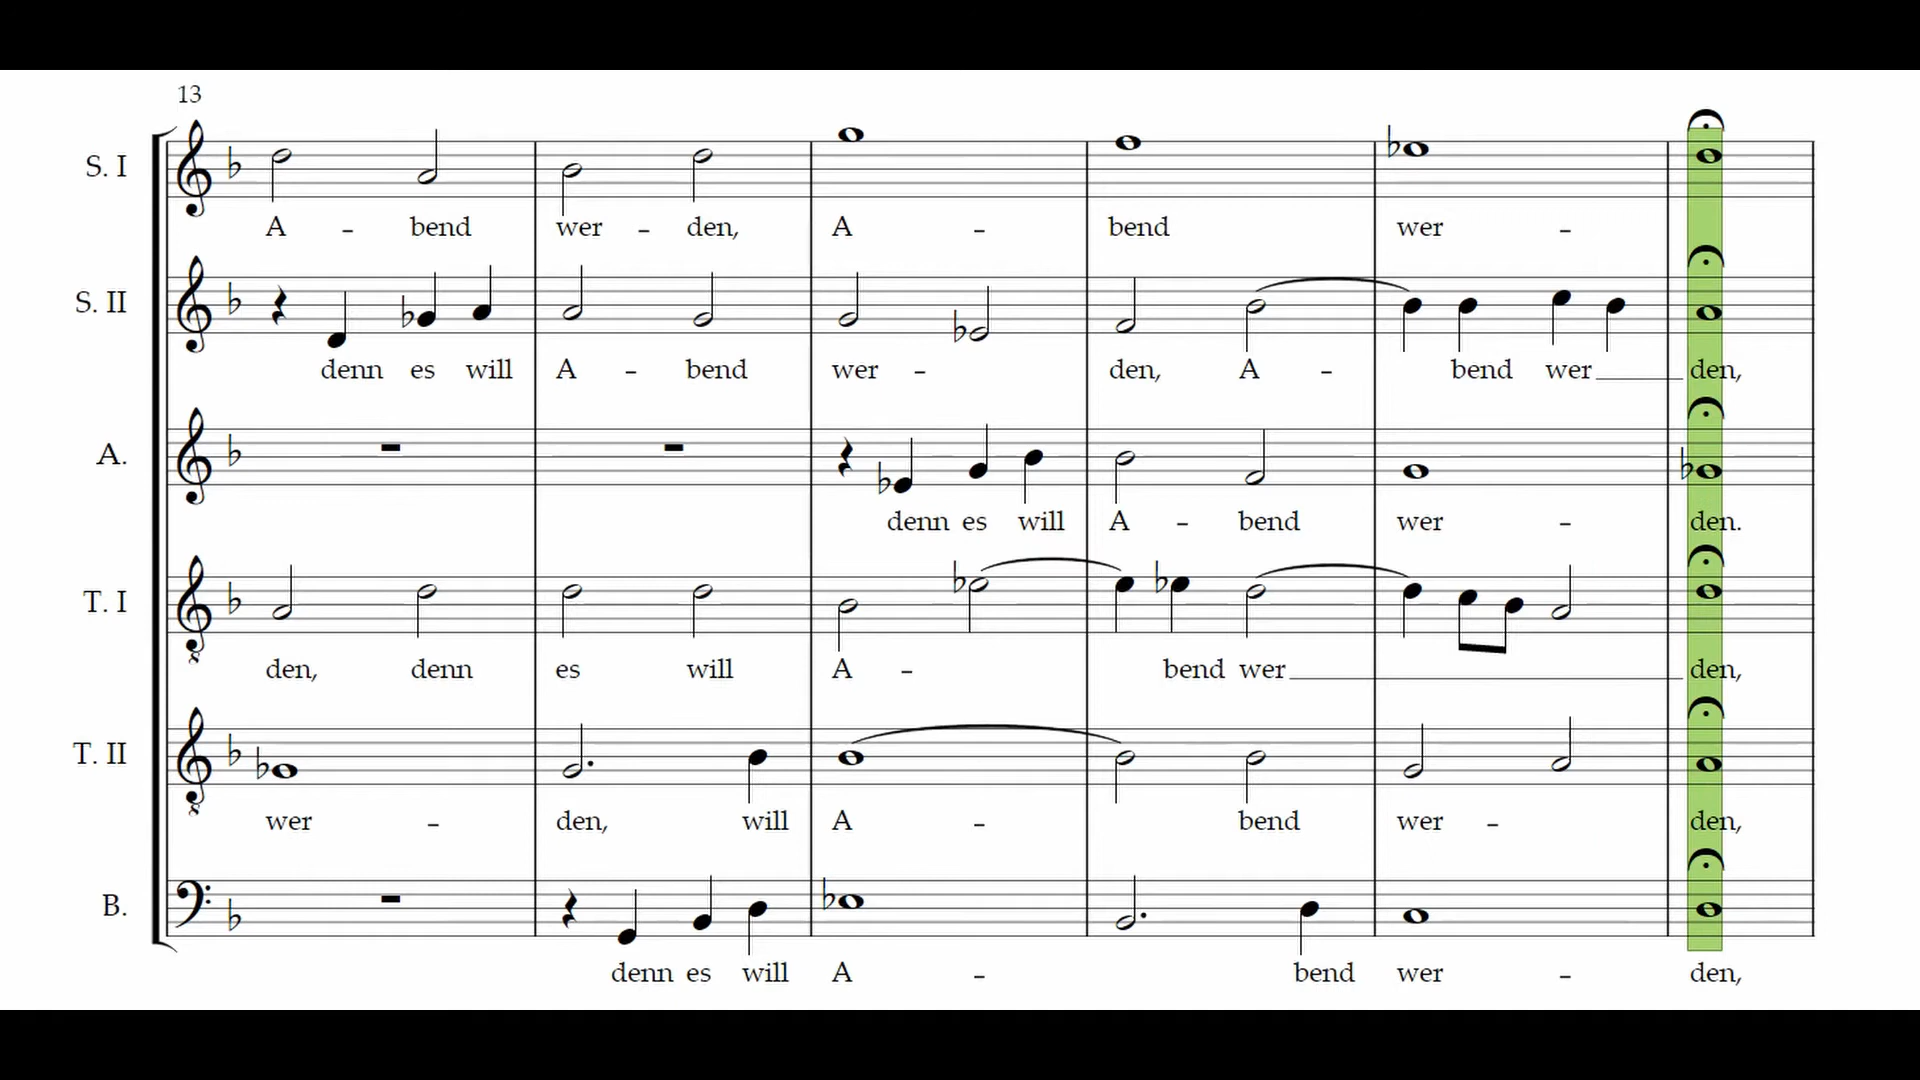 13
S. I
A - bend wer - den, A - bend wer -
S. II
denn es will A - bend wer - den, A - bend wer den,
A.
denn es will A - bend wer - den.
T. I
den, denn es will A - bend wer den,
T. II
wer - den, will A - bend wer - den,
B.
denn es will A - bend wer - den,